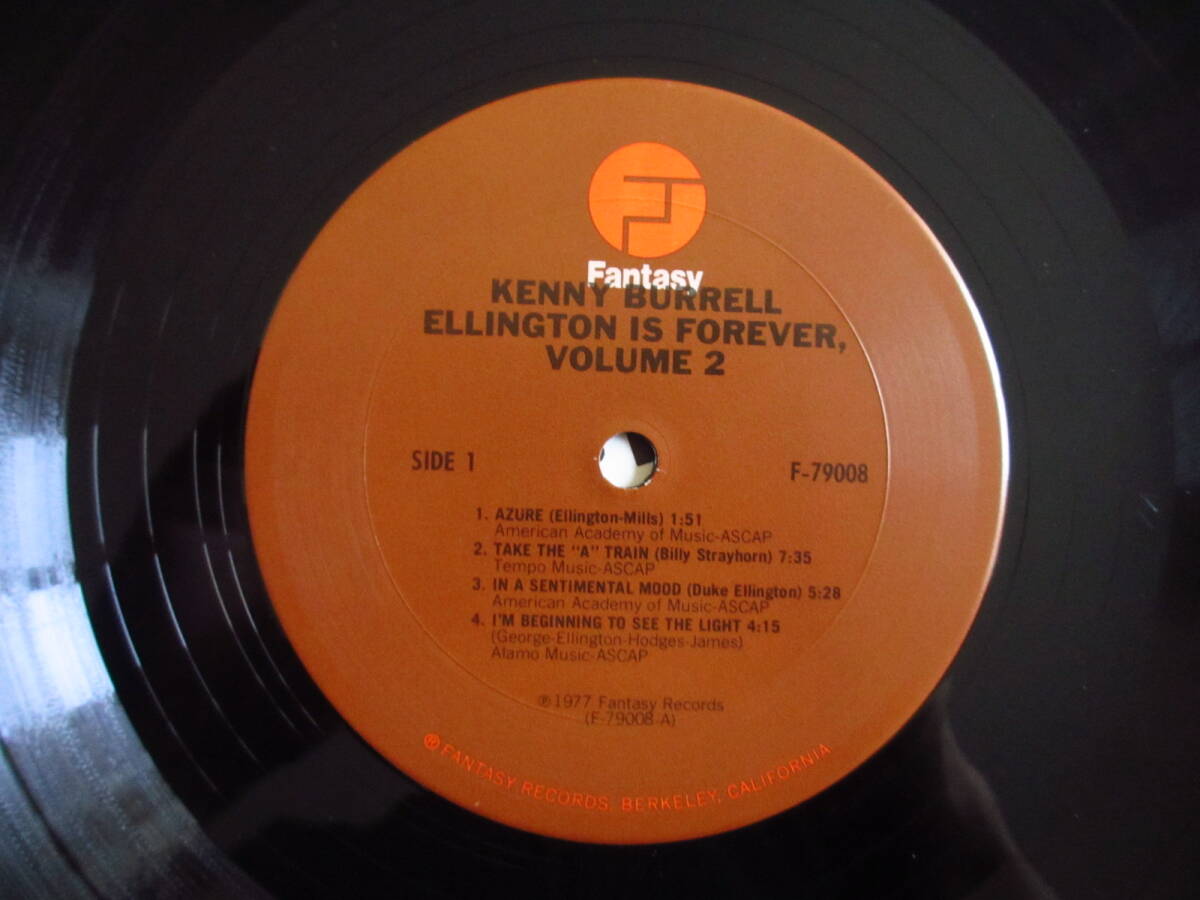 Fantasy
KENNY BURRELL
ELLINGTON IS FOREVER,
VOLUME 2
SIDE 1
F-79008
1. AZURE (Ellington-Mills) 1:51
American Academy of Music-ASCAP
2. TAKE THE "A" TRAIN (Billy Strayhorn) 7:35
Tempo Music-ASCAP
3. IN A SENTIMENTAL MOOD (Duke Ellington) 5:28
American Academy of Music-ASCAP
4. I'M BEGINNING TO SEE THE LIGHT 4:15
(George-Ellington-Hodges-James)
Alamo Music-ASCAP
℗1977 Fantasy Records
(F-79008-A)
® FANTASY RECORDS, BERKELEY, CALIFORNIA